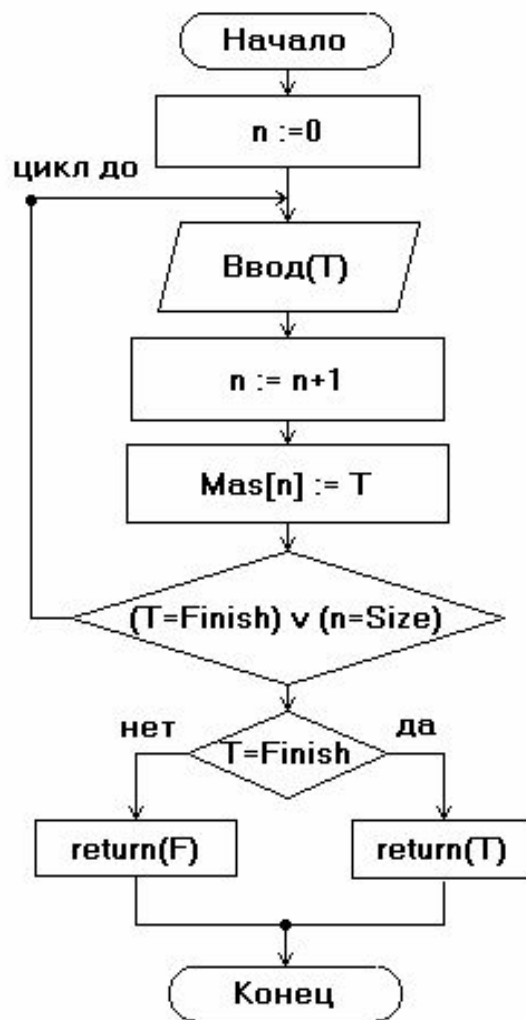 Начало
n :=0
цикл до
Ввод(T)
n := n+1
Mas[n] := T
(T=Finish) v (n=Size)
нет
да
T=Finish
return(F)
return(T)
Конец